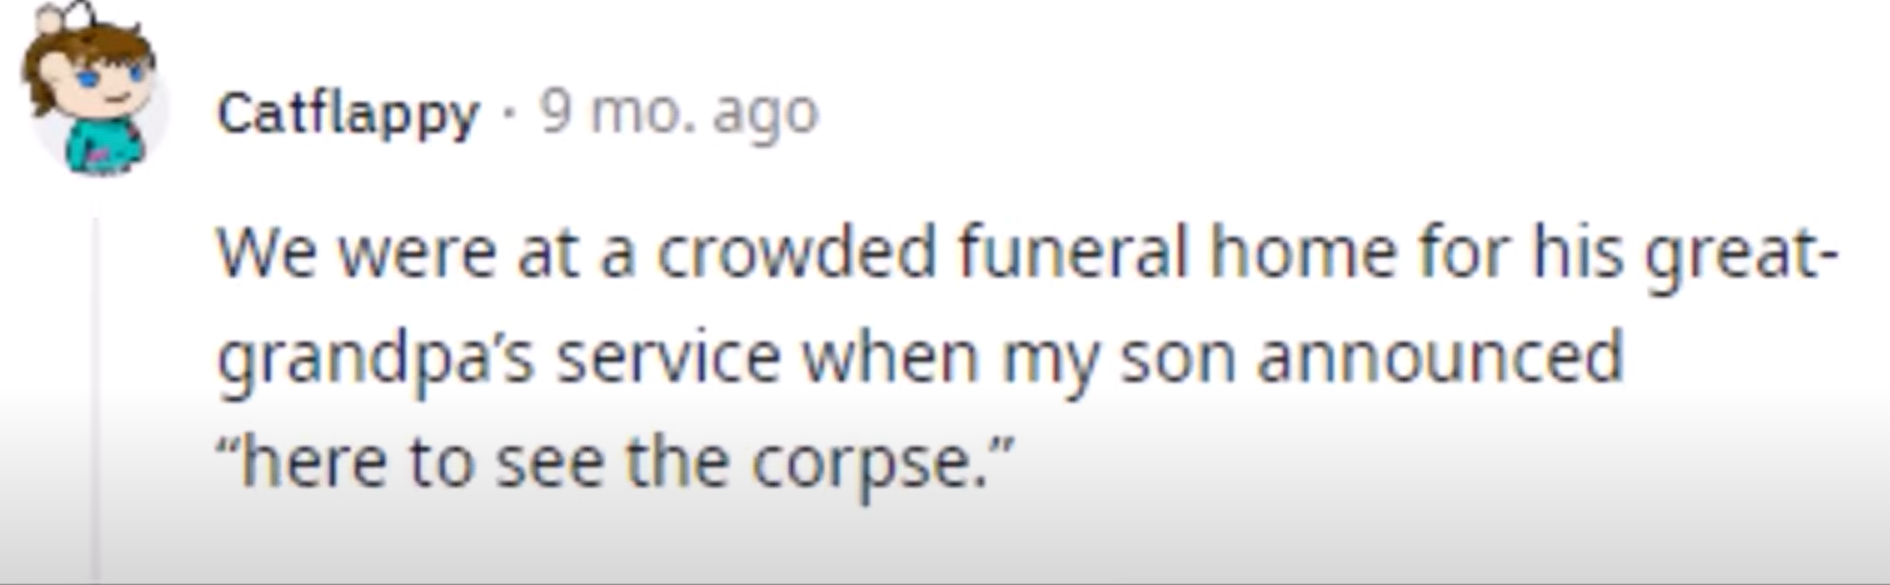 Catflappy · 9 mo. ago
We were at a crowded funeral home for his great-
grandpa’s service when my son announced
“here to see the corpse.”